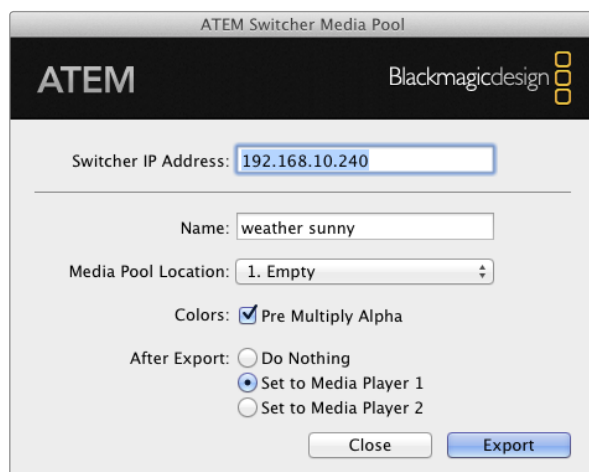 ATEM Switcher Media Pool
ATEM
Blackmagicdesign
Switcher IP Address: 192.168.10.240
Name: weather sunny
Media Pool Location: 1. Empty
Colors: Pre Multiply Alpha
After Export: Do Nothing
Set to Media Player 1
Set to Media Player 2
Close Export